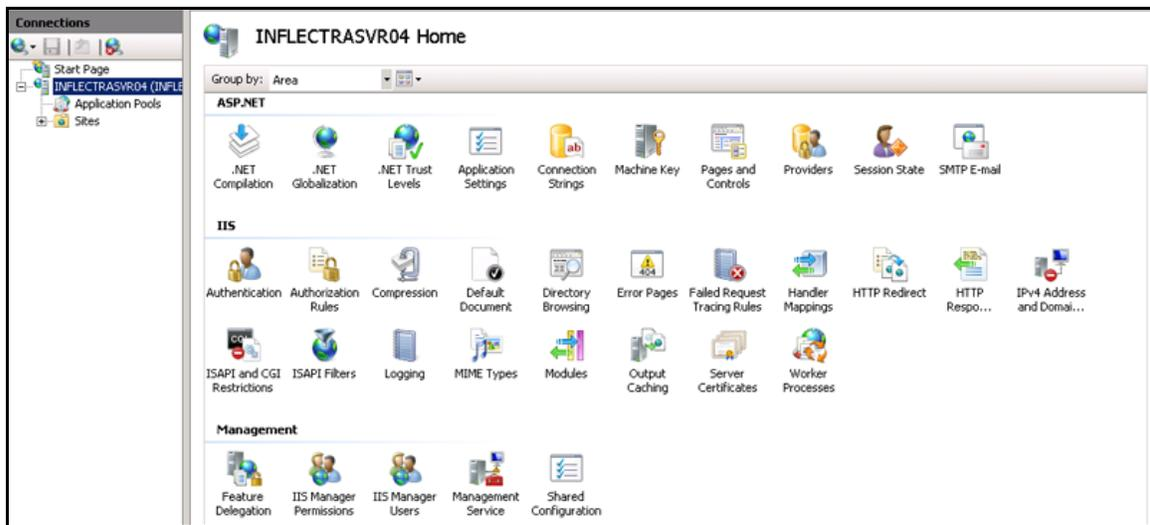 Connections
Start Page
INFLECTRASVR04 (INFLE
Application Pools
Sites
INFLECTRASVR04 Home
Group by: Area
ASP.NET
.NET Compilation
.NET Globalization
.NET Trust Levels
Application Settings
Connection Strings
Machine Key
Pages and Controls
Providers
Session State
SMTP E-mail
IIS
Authentication
Authorization Rules
Compression
Default Document
Directory Browsing
Error Pages
Failed Request Tracing Rules
Handler Mappings
HTTP Redirect
HTTP Respo...
IPv4 Address and Domai...
ISAPI and CGI Restrictions
ISAPI Filters
Logging
MIME Types
Modules
Output Caching
Server Certificates
Worker Processes
Management
Feature Delegation
IIS Manager Permissions
IIS Manager Users
Management Service
Shared Configuration